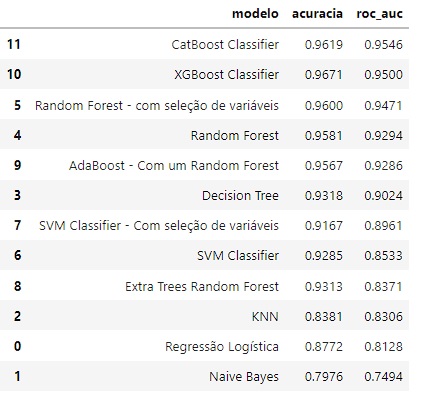 modelo acuracia roc_auc
11 CatBoost Classifier 0.9619 0.9546
10 XGBoost Classifier 0.9671 0.9500
5 Random Forest - com seleção de variáveis 0.9600 0.9471
4 Random Forest 0.9581 0.9294
9 AdaBoost - Com um Random Forest 0.9567 0.9286
3 Decision Tree 0.9318 0.9024
7 SVM Classifier - Com seleção de variáveis 0.9167 0.8961
6 SVM Classifier 0.9285 0.8533
8 Extra Trees Random Forest 0.9313 0.8371
2 KNN 0.8381 0.8306
0 Regressão Logística 0.8772 0.8128
1 Naive Bayes 0.7976 0.7494